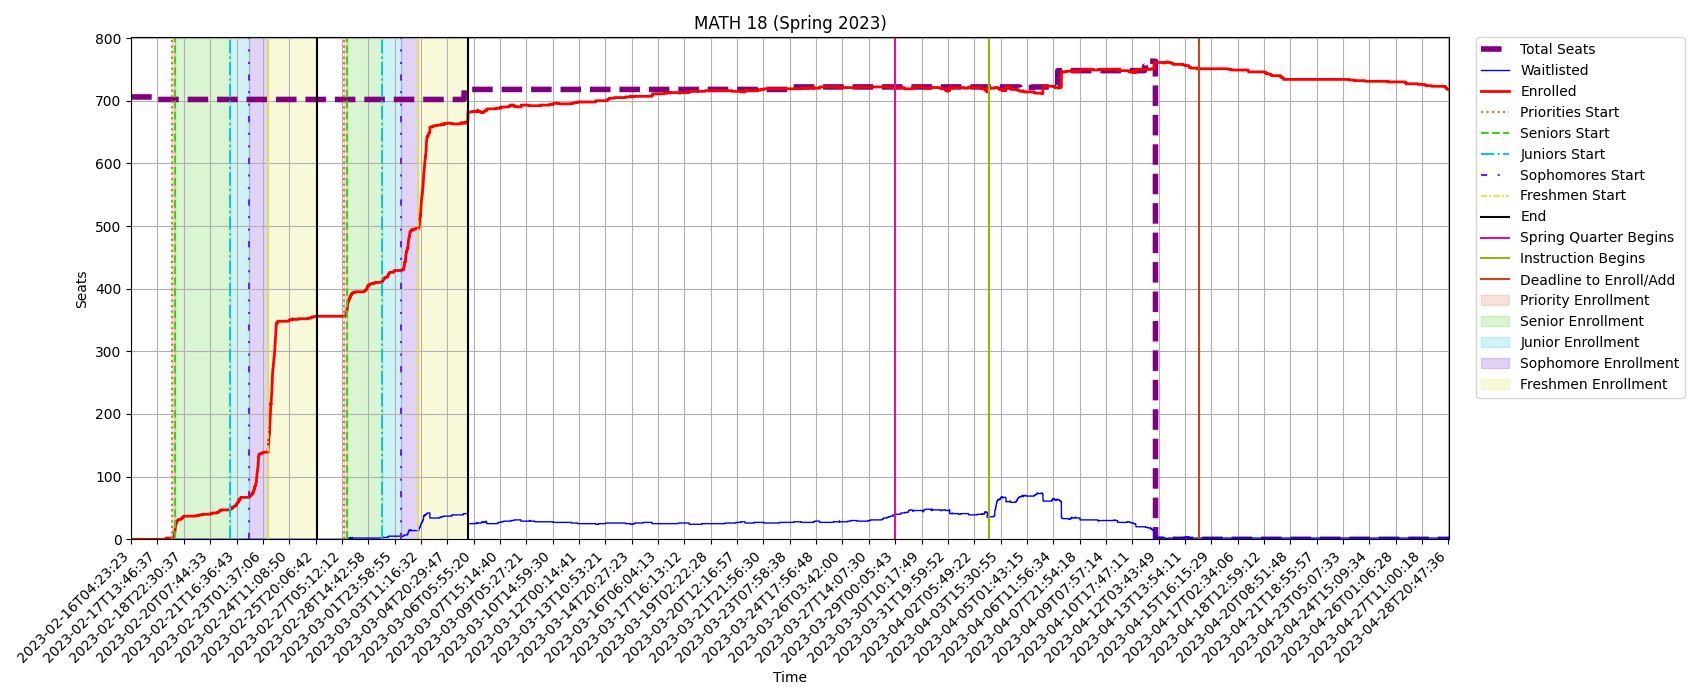 MATH 18 (Spring 2023)
800
700
600
500
400
300
200
100
0
Seats
2023-02-16T04:23:23
2023-02-17T13:46:37
2023-02-18T22:30:37
2023-02-20T07:44:33
2023-02-21T16:36:43
2023-02-23T01:37:06
2023-02-24T11:08:50
2023-02-25T20:06:42
2023-02-27T05:12:12
2023-02-28T14:42:58
2023-03-01T23:58:55
2023-03-03T11:16:32
2023-03-04T20:29:47
2023-03-06T05:55:20
2023-03-07T15:14:40
2023-03-09T05:27:21
2023-03-10T14:59:30
2023-03-12T00:14:41
2023-03-13T10:53:21
2023-03-14T20:27:23
2023-03-16T06:04:13
2023-03-17T16:13:12
2023-03-19T02:22:28
2023-03-20T12:16:57
2023-03-21T21:56:30
2023-03-23T07:58:38
2023-03-24T17:56:48
2023-03-26T03:42:00
2023-03-27T14:07:30
2023-03-29T00:05:43
2023-03-30T10:17:49
2023-03-31T19:59:52
2023-04-02T05:49:22
2023-04-03T15:30:55
2023-04-05T01:43:15
2023-04-06T11:56:34
2023-04-07T21:54:18
2023-04-09T07:57:14
2023-04-10T17:47:11
2023-04-12T03:43:49
2023-04-13T13:54:11
2023-04-15T16:15:29
2023-04-17T02:34:06
2023-04-18T12:59:12
2023-04-20T08:51:48
2023-04-21T18:55:57
2023-04-23T05:07:33
2023-04-24T15:09:34
2023-04-26T01:06:28
2023-04-27T11:00:18
2023-04-28T20:47:36
Time
Total Seats
Waitlisted
Enrolled
Priorities Start
Seniors Start
Juniors Start
Sophomores Start
Freshmen Start
End
Spring Quarter Begins
Instruction Begins
Deadline to Enroll/Add
Priority Enrollment
Senior Enrollment
Junior Enrollment
Sophomore Enrollment
Freshmen Enrollment